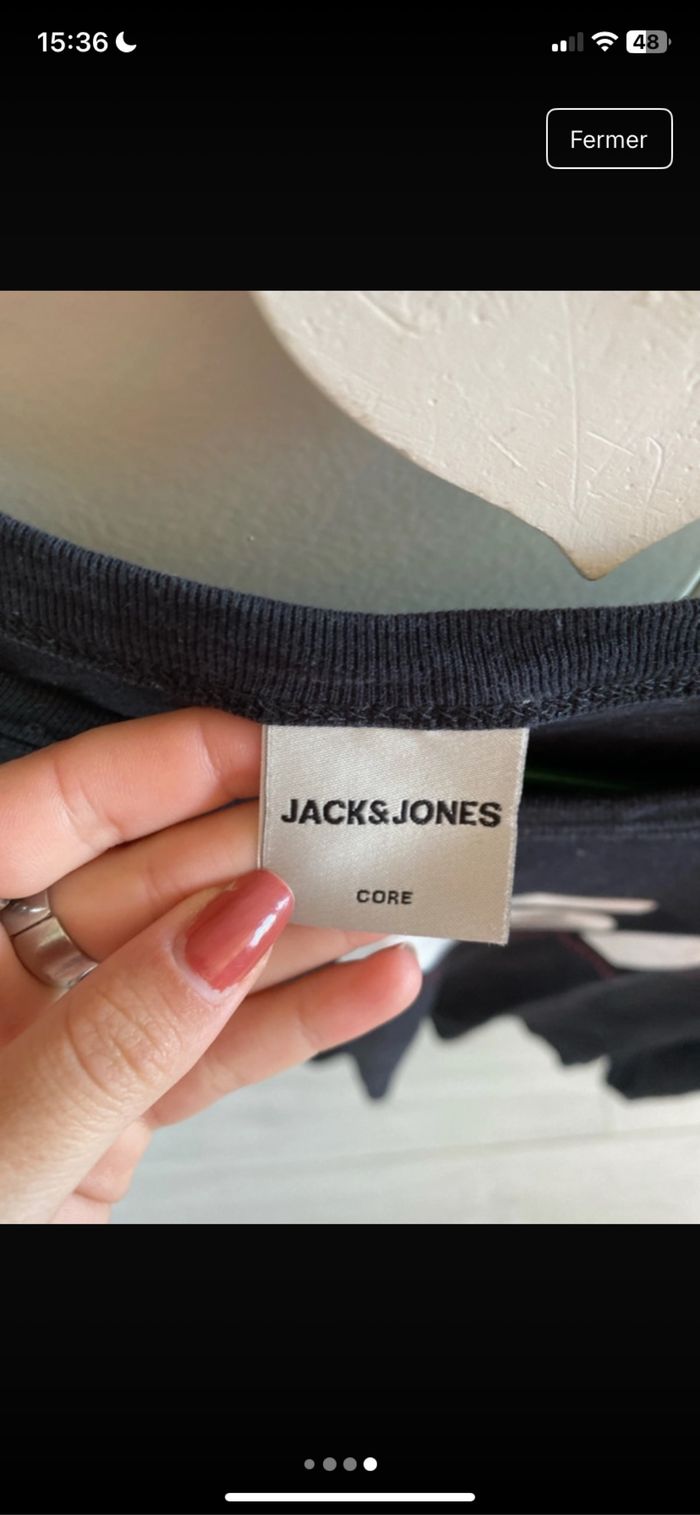 15:36
48
Fermer
JACK&JONES
CORE